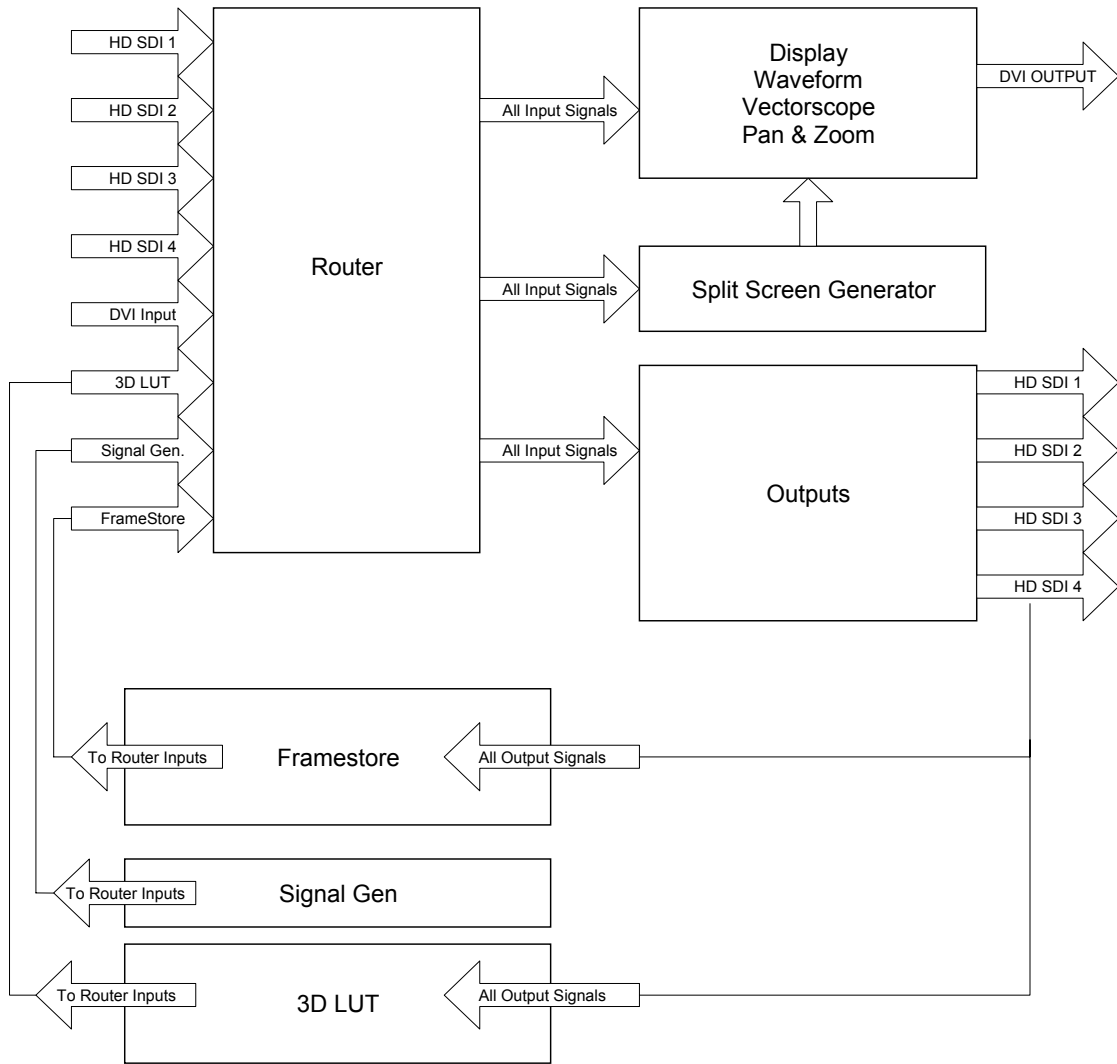 HD SDI 1
HD SDI 2
HD SDI 3
HD SDI 4
DVI Input
3D LUT
Signal Gen.
FrameStore
Router
All Input Signals
All Input Signals
All Input Signals
Display
Waveform
Vectorscope
Pan & Zoom
DVI OUTPUT
Split Screen Generator
Outputs
HD SDI 1
HD SDI 2
HD SDI 3
HD SDI 4
To Router Inputs
Framestore
All Output Signals
To Router Inputs
Signal Gen
To Router Inputs
3D LUT
All Output Signals